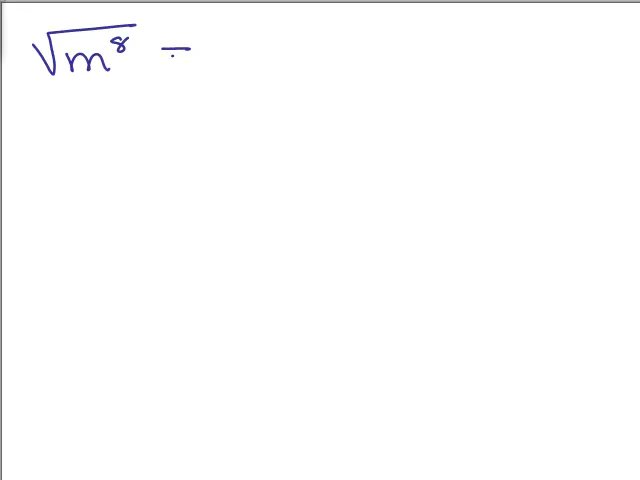 √m⁸ =